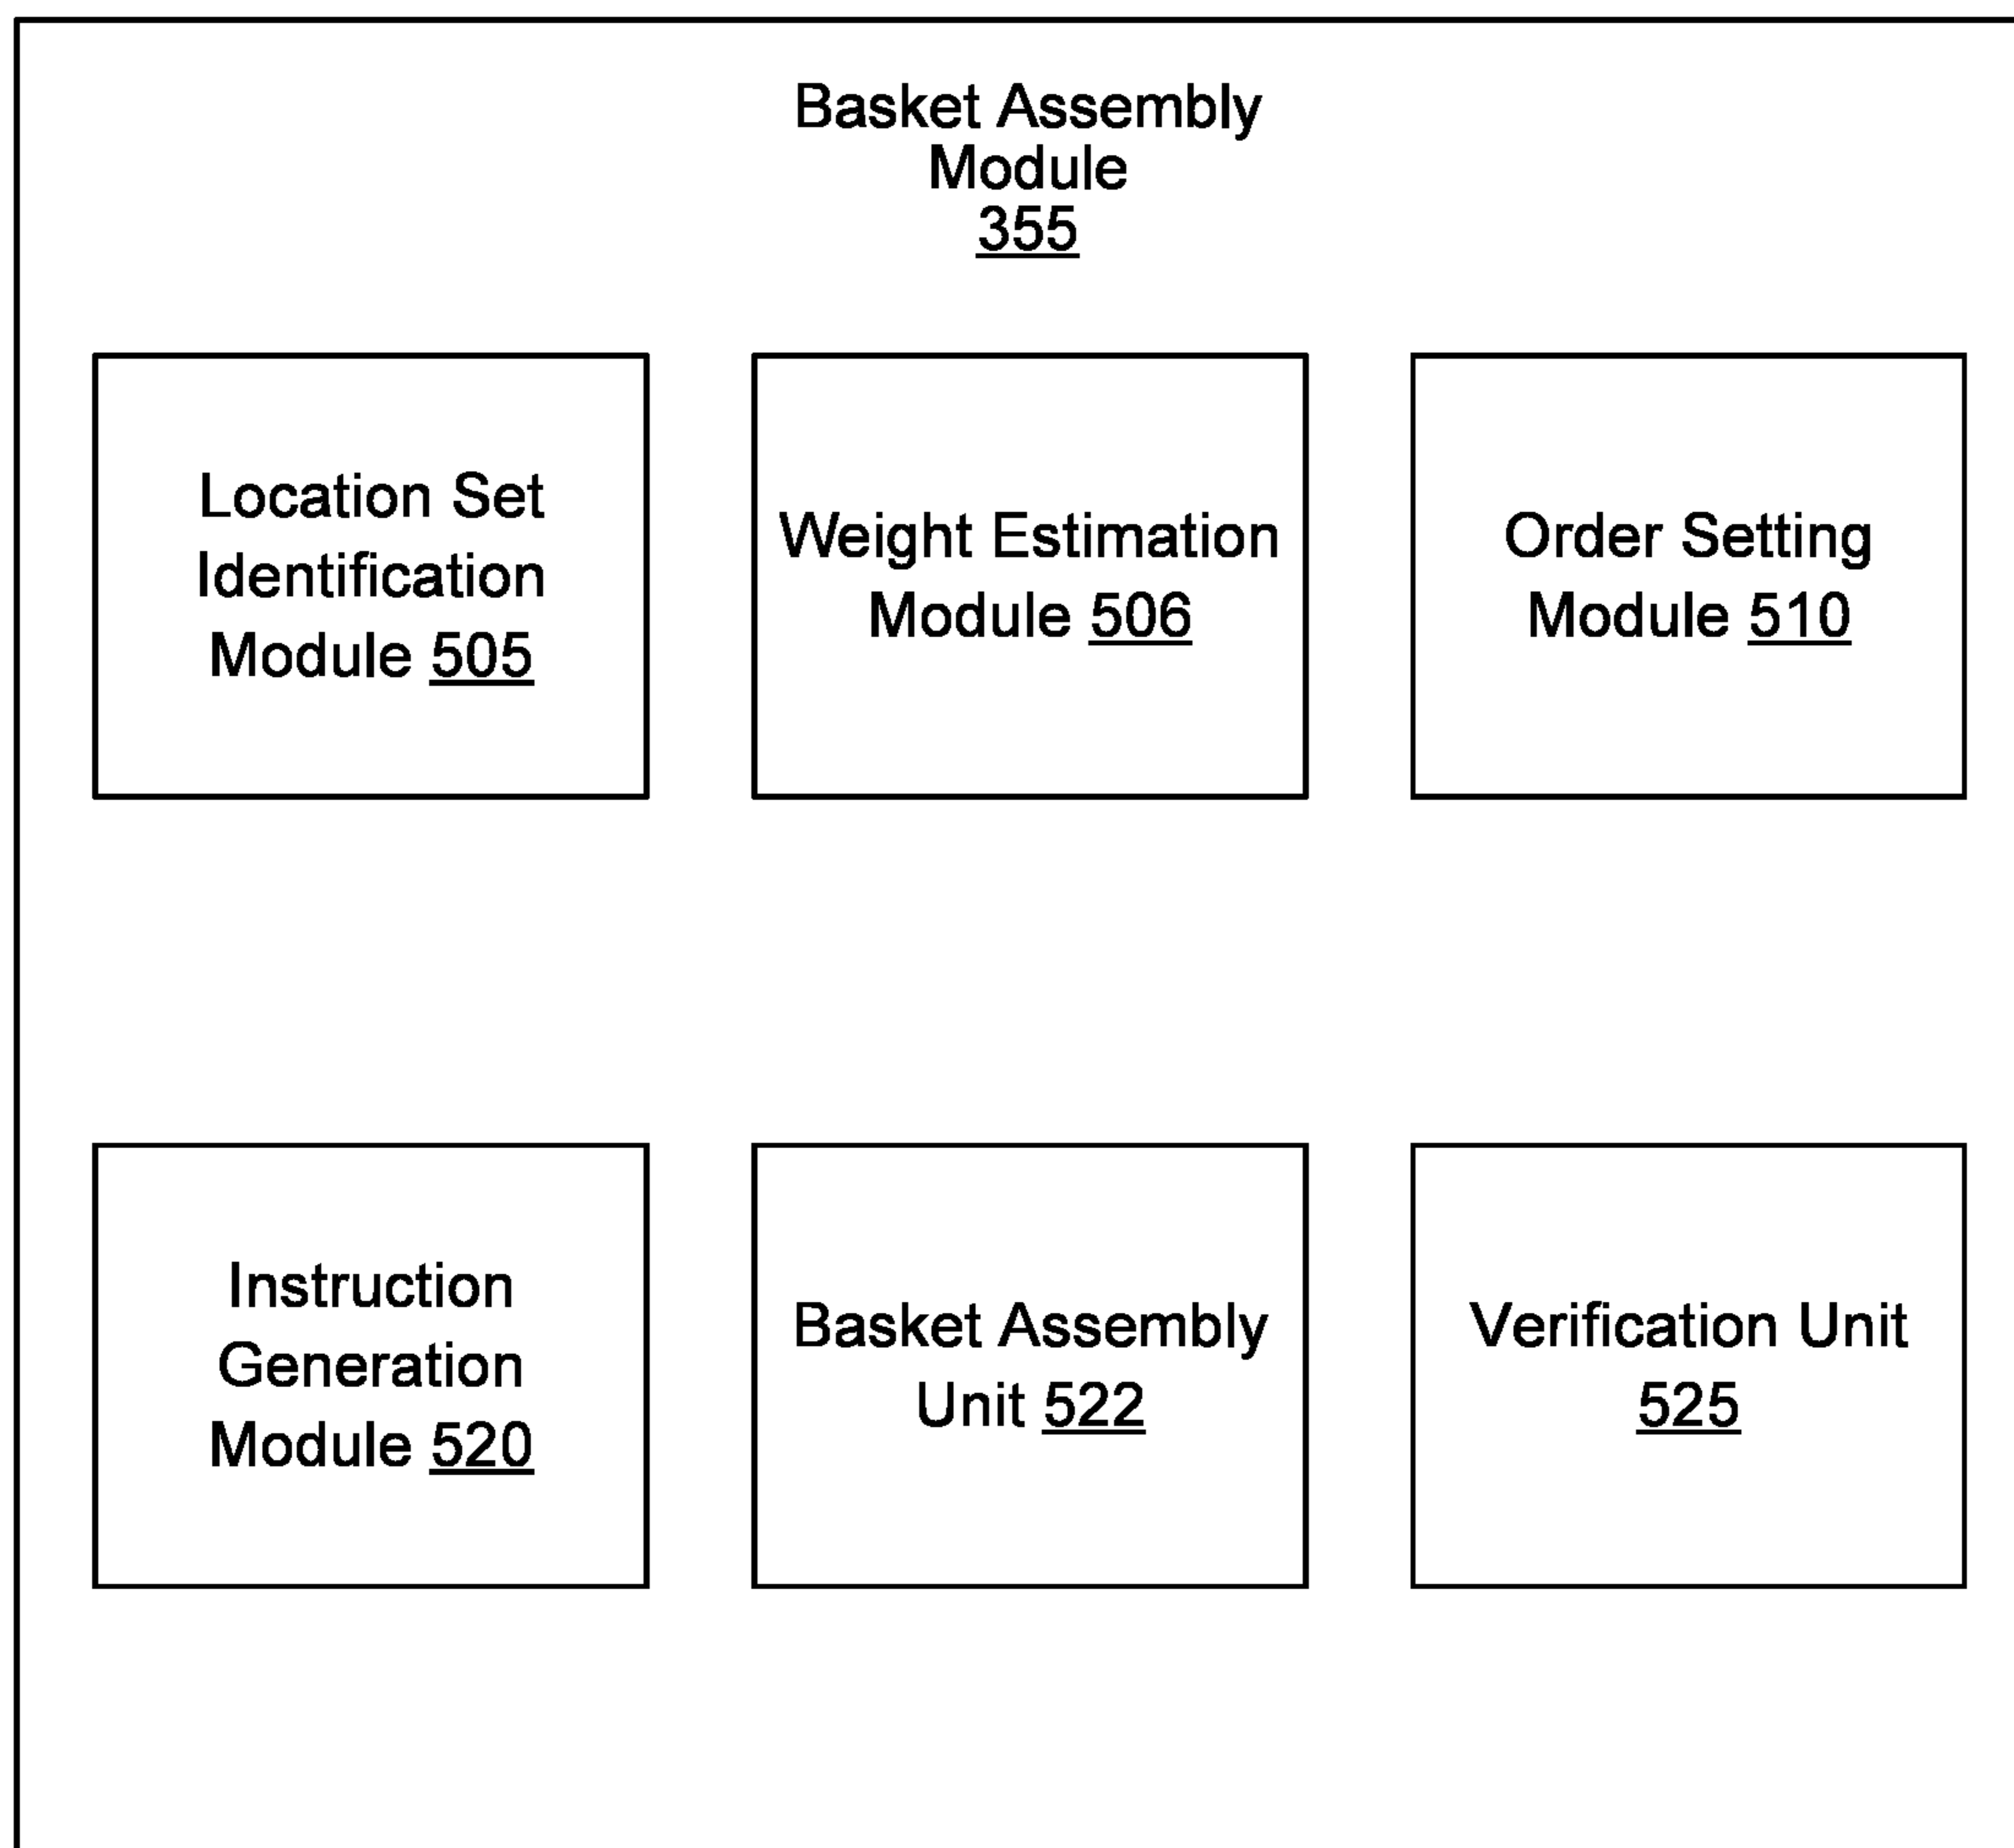 Basket Assembly
Module
355
Location Set
Identification
Module 505
Weight Estimation
Module 506
Order Setting
Module 510
Instruction
Generation
Module 520
Basket Assembly
Unit 522
Verification Unit
525